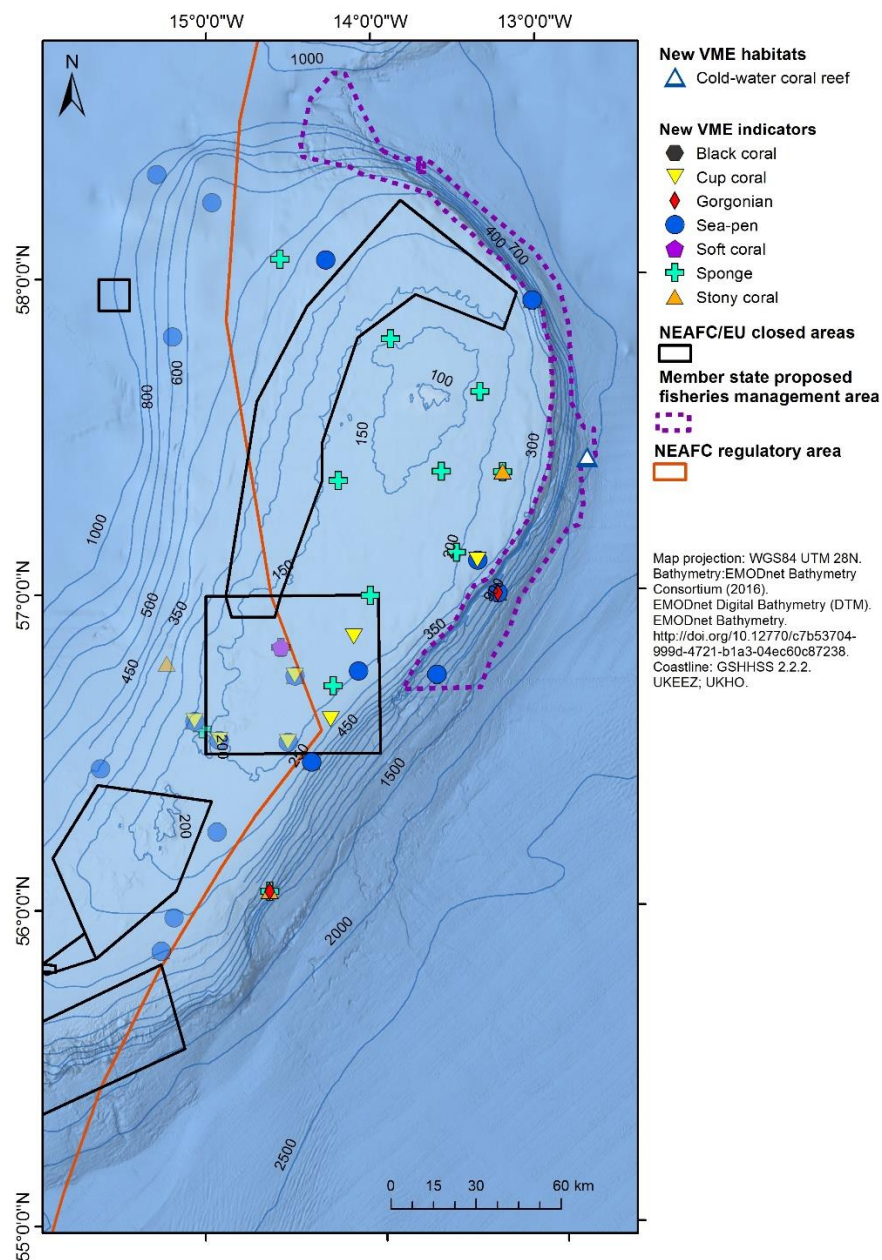 15°0'0"W 14°0'0"W 13°0'0"W
N
1000
New VME habitats
Cold-water coral reef
New VME indicators
Black coral
Cup coral
Gorgonian
Sea-pen
Soft coral
Sponge
Stony coral
NEAFC/EU closed areas
Member state proposed
fisheries management area
NEAFC regulatory area
Map projection: WGS84 UTM 28N.
Bathymetry:EMODnet Bathymetry
Consortium (2016).
EMODnet Digital Bathymetry (DTM).
EMODnet Bathymetry.
http://doi.org/10.12770/c7b53704-
999d-4721-b1a3-04ec60c87238.
Coastline: GSHHSS 2.2.2.
UKEEZ; UKHO.
58°0'0"N
400
700
800
600
100
150
300
1000
200
150
57°0'0"N
500
350
350
450
450
200
250
1500
200
56°0'0"N
2000
2500
0 15 30 60 km
55°0'0"N